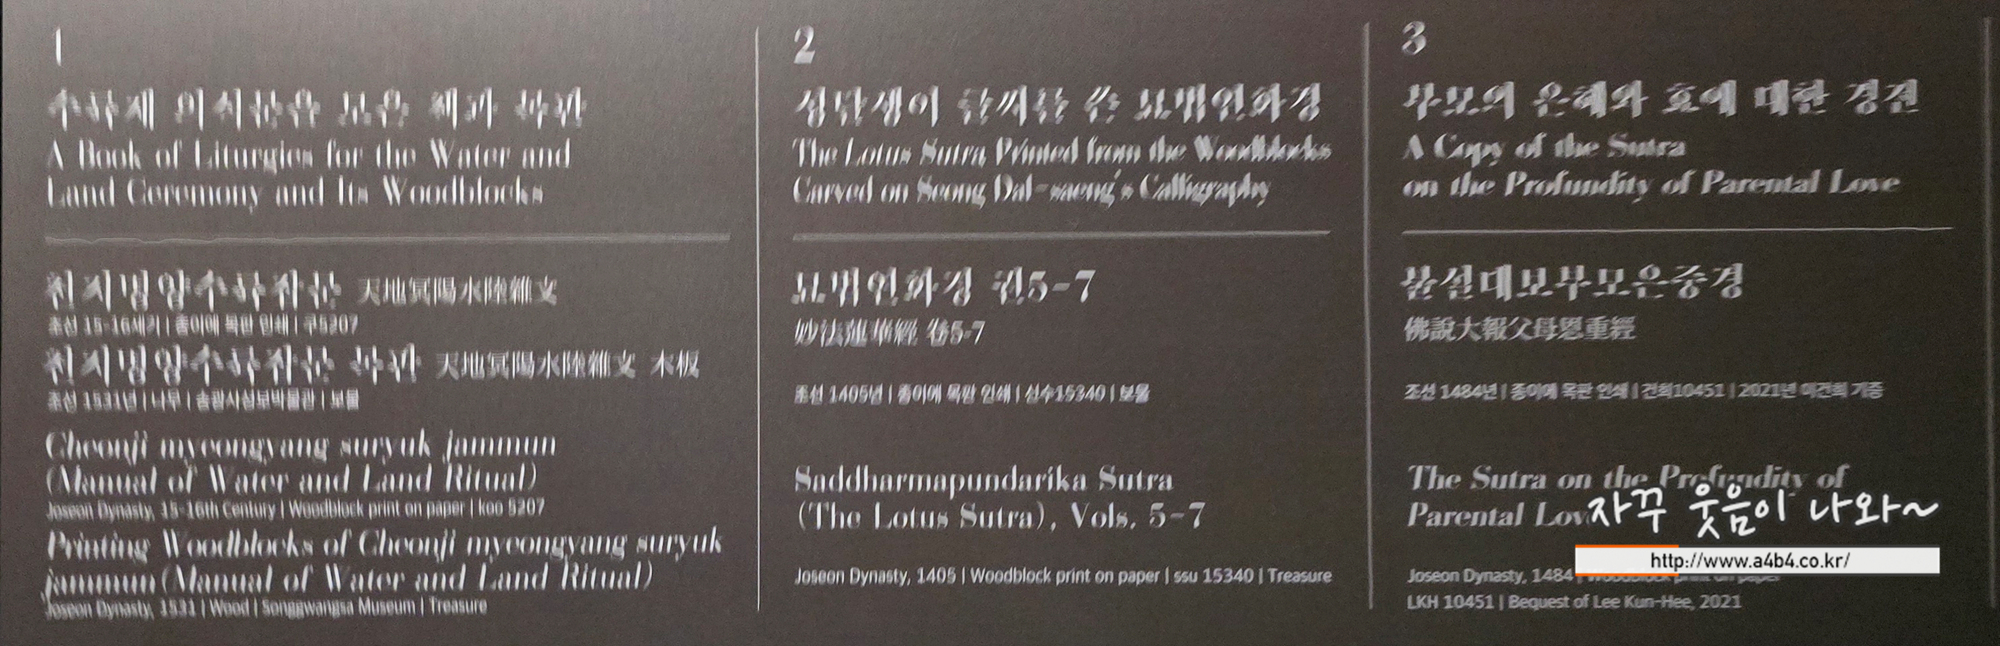 1
수륙재 의식문을 모은 책과 목판
A Book of Liturgies for the Water and
Land Ceremony and Its Woodblocks
천지명양수륙잡문 天地冥陽水陸雜文
조선 15-16세기 | 종이에 목판 인쇄 | 구5207
천지명양수륙잡문 목판 天地冥陽水陸雜文 木板
조선 1531년 | 나무 | 송광사성보박물관 | 보물
Cheonji myeongyang suryuk jammun
(Manual of Water and Land Ritual)
Joseon Dynasty, 15-16th Century | Woodblock print on paper | koo 5207
Printing Woodblocks of Cheonji myeongyang suryuk
jammun (Manual of Water and Land Ritual)
Joseon Dynasty, 1531 | Wood | Songgwangsa Museum | Treasure
2
성달생이 글씨를 쓴 묘법연화경
The Lotus Sutra Printed from the Woodblocks
Carved on Seong Dal-saeng's Calligraphy
묘법연화경 권5-7
妙法蓮華經 卷5-7
조선 1405년 | 종이에 목판 인쇄 | 신수15340 | 보물
Saddharmapundarika Sutra
(The Lotus Sutra), Vols. 5-7
Joseon Dynasty, 1405 | Woodblock print on paper | ssu 15340 | Treasure
3
부모의 은혜와 효에 대한 경전
A Copy of the Sutra
on the Profundity of Parental Love
불설대보부모은중경
佛說大報父母恩重經
조선 1484년 | 종이에 목판 인쇄 | 건희10451 | 2021년 이건희 기증
The Sutra on the Profundity of
Parental Lov
자꾸 웃음이 나와~
http://www.a4b4.co.kr/
Joseon Dynasty, 1484 | Woodblock print on paper
LKH 10451 | Bequest of Lee Kun-Hee, 2021